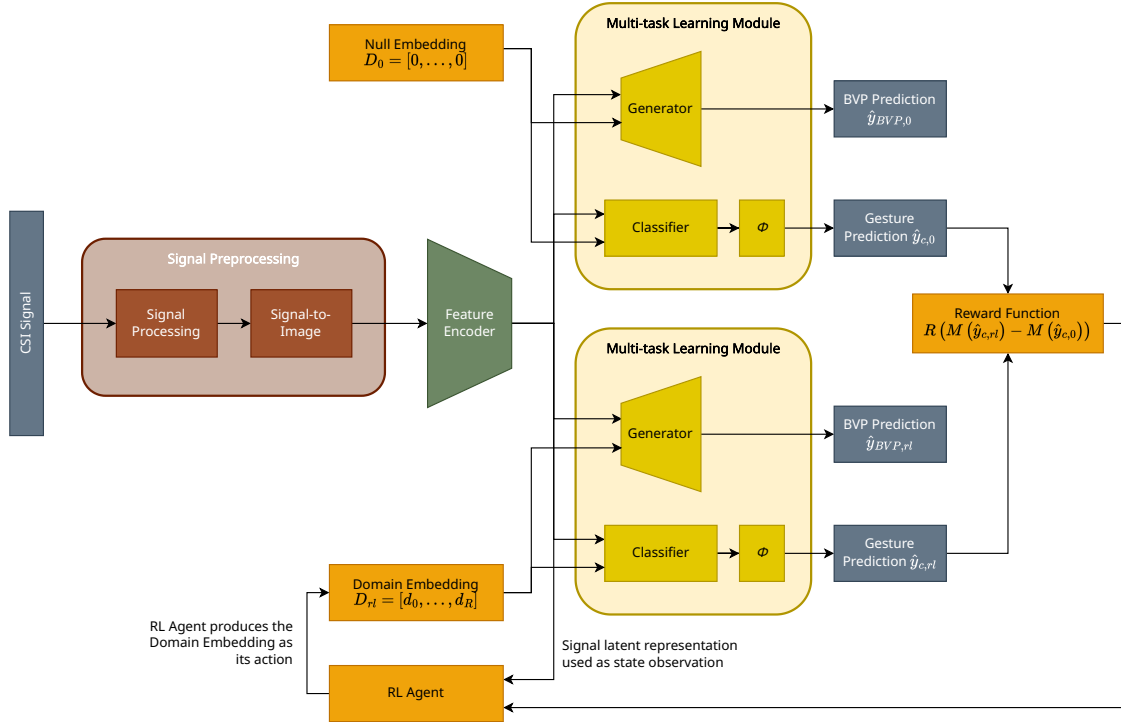 Multi-task Learning Module
Null Embedding
D_0 = [0, . . . , 0]
Generator
BVP Prediction
ŷ_{BVP,0}
Classifier
Φ
Gesture
Prediction ŷ_{c,0}
CSI Signal
Signal Preprocessing
Signal
Processing
Signal-to-
Image
Feature
Encoder
Reward Function
R (M (ŷ_{c,rl}) − M (ŷ_{c,0}))
Multi-task Learning Module
Generator
BVP Prediction
ŷ_{BVP,rl}
Classifier
Φ
Gesture
Prediction ŷ_{c,rl}
Domain Embedding
D_{rl} = [d_0, . . . , d_R]
RL Agent produces the
Domain Embedding as
its action
Signal latent representation
used as state observation
RL Agent